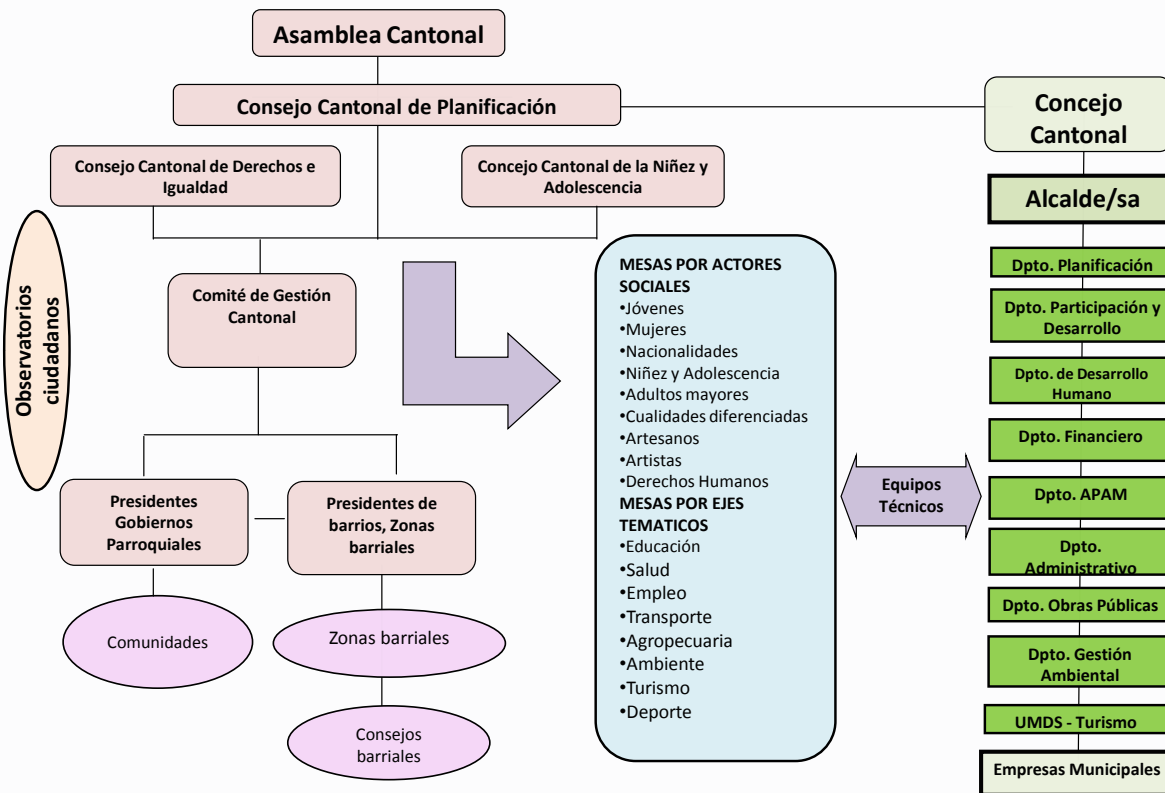 Asamblea Cantonal
Consejo Cantonal de Planificación
Concejo
Cantonal
Consejo Cantonal de Derechos e
Igualdad
Concejo Cantonal de la Niñez y
Adolescencia
Alcalde/sa
Observatorios
ciudadanos
Comité de Gestión
Cantonal
Presidentes
Gobiernos
Parroquiales
Presidentes de
barrios, Zonas
barriales
Comunidades
Zonas barriales
Consejos
barriales
MESAS POR ACTORES
SOCIALES
•Jóvenes
•Mujeres
•Nacionalidades
•Niñez y Adolescencia
•Adultos mayores
•Cualidades diferenciadas
•Artesanos
•Artistas
•Derechos Humanos
MESAS POR EJES
TEMATICOS
•Educación
•Salud
•Empleo
•Transporte
•Agropecuaria
•Ambiente
•Turismo
•Deporte
Equipos
Técnicos
Dpto. Planificación
Dpto. Participación y
Desarrollo
Dpto. de Desarrollo
Humano
Dpto. Financiero
Dpto. APAM
Dpto.
Administrativo
Dpto. Obras Públicas
Dpto. Gestión
Ambiental
UMDS - Turismo
Empresas Municipales